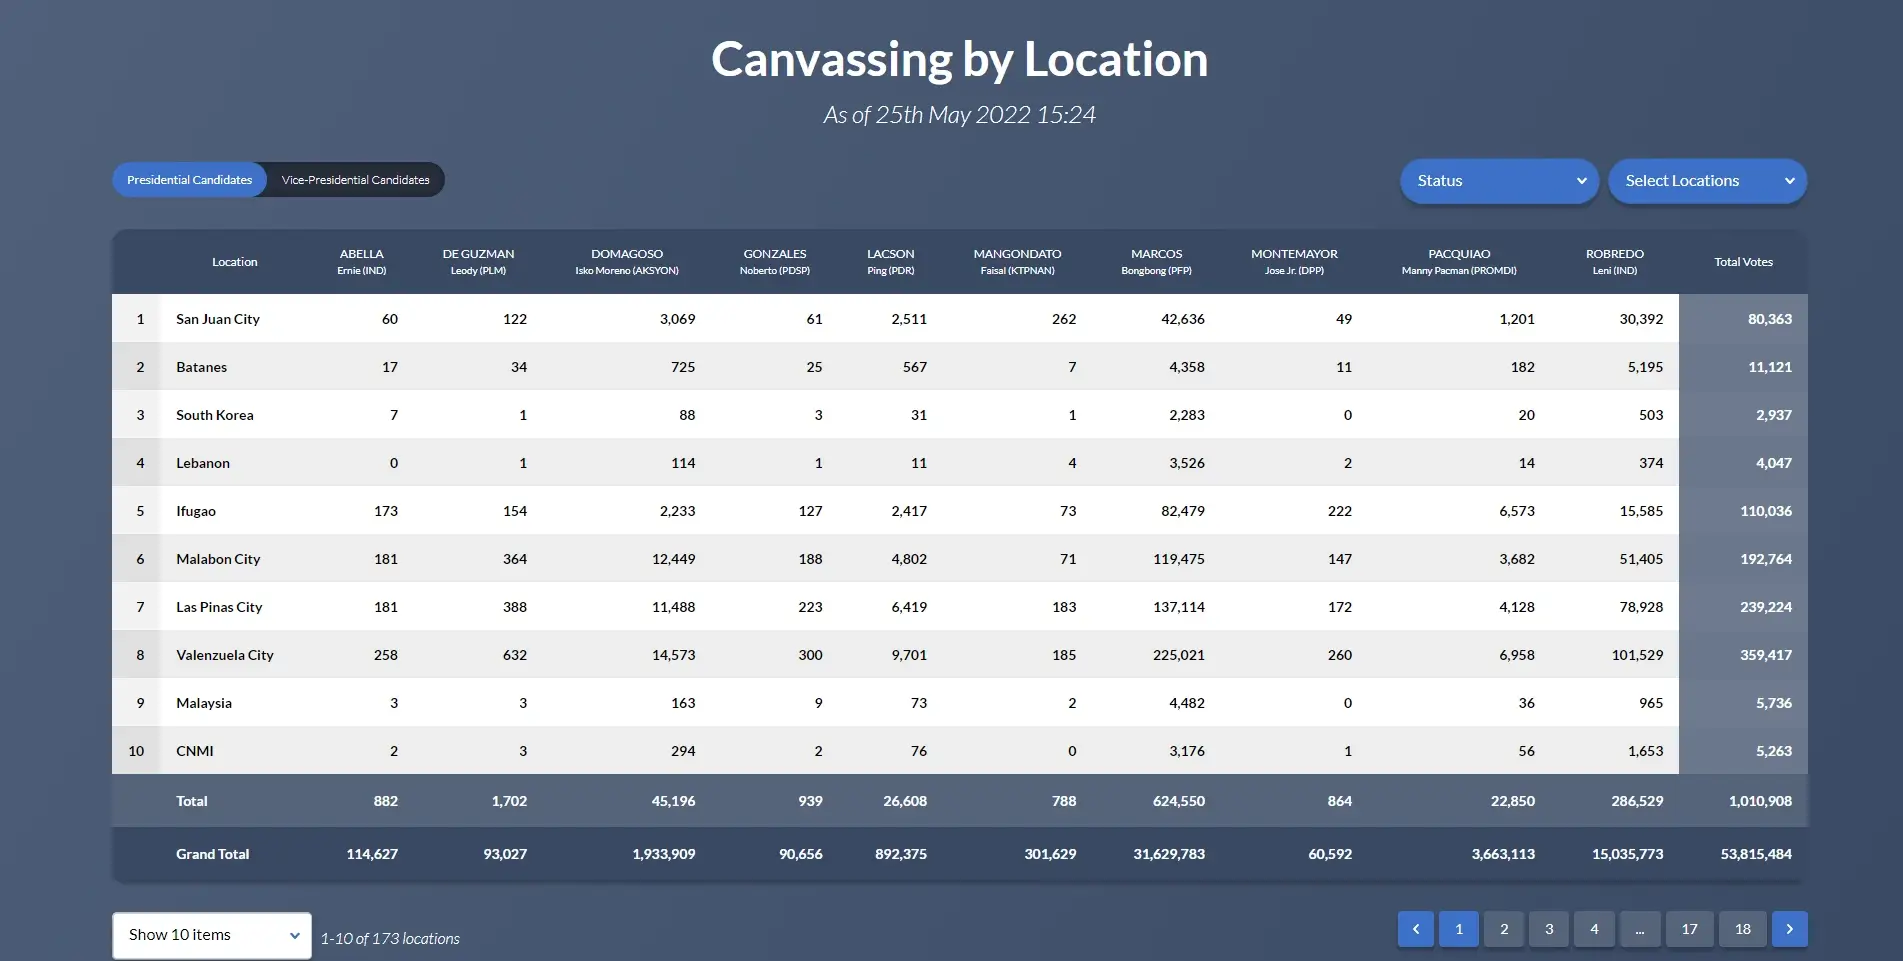 Canvassing by Location
As of 25th May 2022 15:24
Presidential Candidates Vice-Presidential Candidates Status Select Locations
Location ABELLA DE GUZMAN DOMAGOSO GONZALES LACSON MANGONDATO MARCOS MONTEMAYOR PACQUIAO ROBREDO Total Votes
Ernie (IND) Leody (PLM) Isko Moreno (AKSYON) Noberto (PDSP) Ping (PDR) Faisal (KTPNAN) Bongbong (PFP) Jose Jr. (DPP) Manny Pacman (PROMDI) Leni (IND)
1 San Juan City 60 122 3,069 61 2,511 262 42,636 49 1,201 30,392 80,363
2 Batanes 17 34 725 25 567 7 4,358 11 182 5,195 11,121
3 South Korea 7 1 88 3 31 1 2,283 0 20 503 2,937
4 Lebanon 0 1 114 1 11 4 3,526 2 14 374 4,047
5 Ifugao 173 154 2,233 127 2,417 73 82,479 222 6,573 15,585 110,036
6 Malabon City 181 364 12,449 188 4,802 71 119,475 147 3,682 51,405 192,764
7 Las Pinas City 181 388 11,488 223 6,419 183 137,114 172 4,128 78,928 239,224
8 Valenzuela City 258 632 14,573 300 9,701 185 225,021 260 6,958 101,529 359,417
9 Malaysia 3 3 163 9 73 2 4,482 0 36 965 5,736
10 CNMI 2 3 294 2 76 0 3,176 1 56 1,653 5,263
Total 882 1,702 45,196 939 26,608 788 624,550 864 22,850 286,529 1,010,908
Grand Total 114,627 93,027 1,933,909 90,656 892,375 301,629 31,629,783 60,592 3,663,113 15,035,773 53,815,484
Show 10 items 1-10 of 173 locations 1 2 3 4 ... 17 18